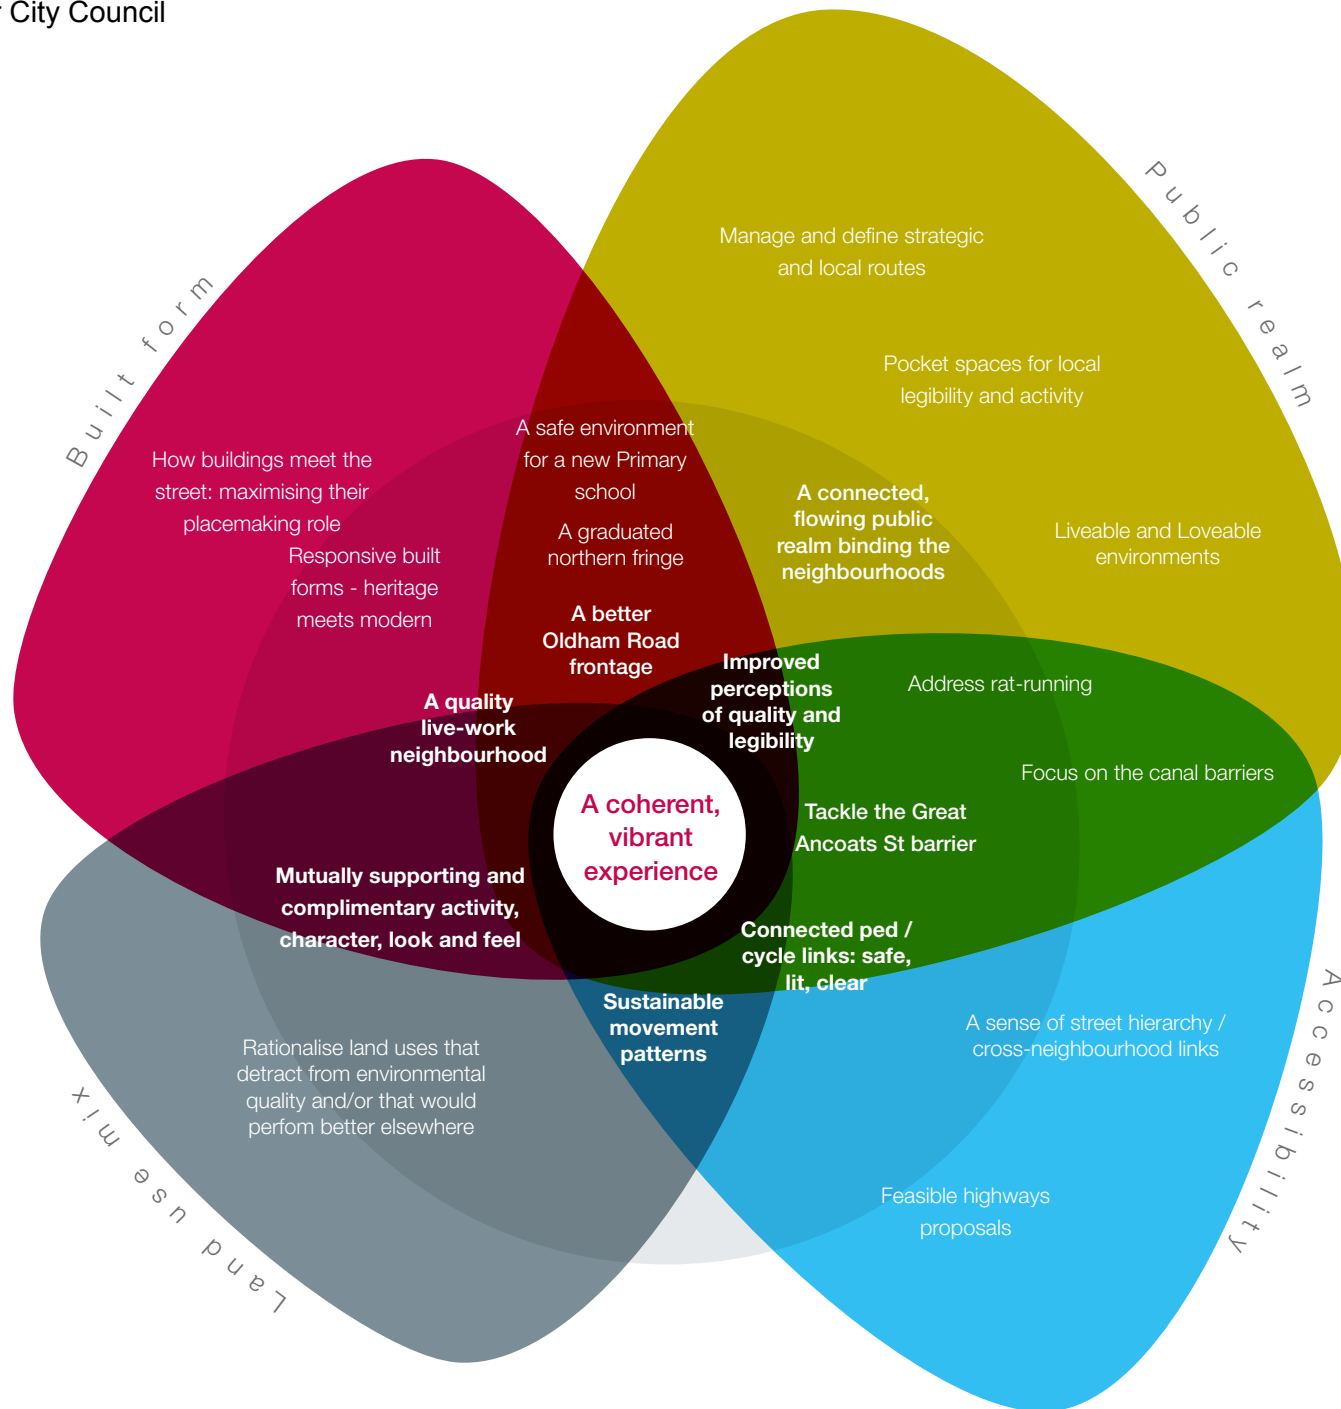 City Council
Built form
Public realm
Manage and define strategic
and local routes
Pocket spaces for local
legibility and activity
Liveable and Loveable
environments
A connected,
flowing public
realm binding the
neighbourhoods
How buildings meet the
street: maximising their
placemaking role
Responsive built
forms - heritage
meets modern
A safe environment
for a new Primary
school
A graduated
northern fringe
A better
Oldham Road
frontage
Improved
perceptions
of quality and
legibility
Address rat-running
Focus on the canal barriers
A quality
live-work
neighbourhood
A coherent,
vibrant
experience
Tackle the Great
Ancoats St barrier
Mutually supporting and
complimentary activity,
character, look and feel
Connected ped /
cycle links: safe,
lit, clear
Sustainable
movement
patterns
A sense of street hierarchy /
cross-neighbourhood links
Rationalise land uses that
detract from environmental
quality and/or that would
perfom better elsewhere
Feasible highways
proposals
Land use mix
Accessibility